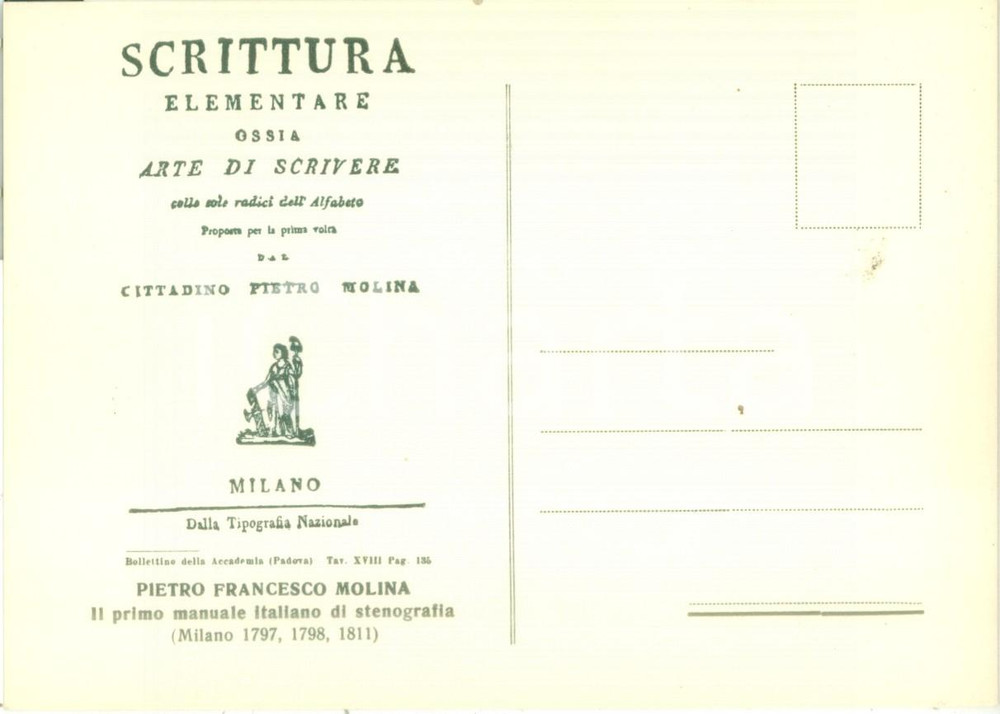 SCRITTURA
ELEMENTARE
OSSIA
ARTE DI SCRIVERE
colle sole radici dell' Alfabeto
Proposta per la prima volta
DAL
CITTADINO PIETRO MOLINA
MILANO
Dalla Tipografia Nazionale
Bollettino della Accademia (Padova) Tav. XVIII Pag. 135
PIETRO FRANCESCO MOLINA
Il primo manuale italiano di stenografia
(Milano 1797, 1798, 1811)